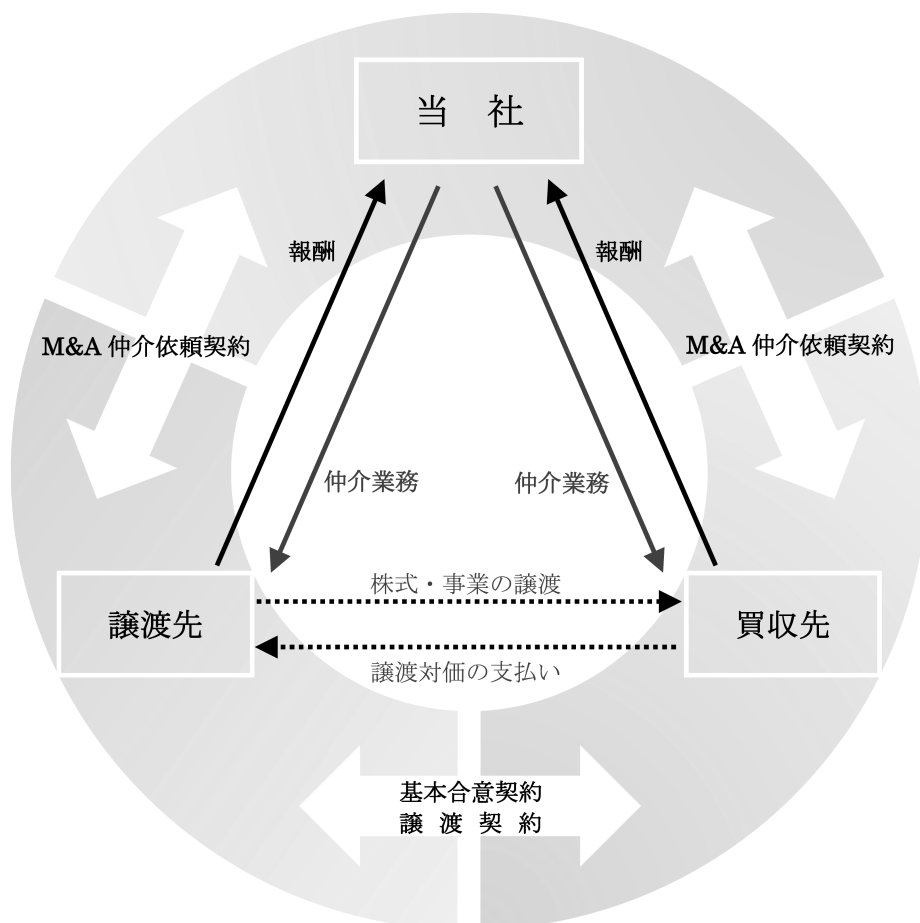 当 社
報酬
報酬
M&A 仲介依頼契約
M&A 仲介依頼契約
仲介業務
仲介業務
株式・事業の譲渡
譲渡先
買収先
譲渡対価の支払い
基本合意契約
譲 渡 契 約